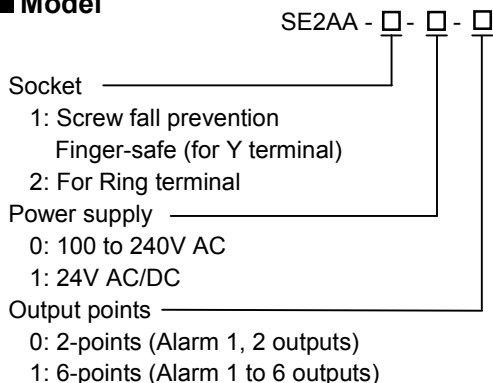 ■ Model
SE2AA - □ - □ - □
Socket
1: Screw fall prevention
Finger-safe (for Y terminal)
2: For Ring terminal
Power supply
0: 100 to 240V AC
1: 24V AC/DC
Output points
0: 2-points (Alarm 1, 2 outputs)
1: 6-points (Alarm 1 to 6 outputs)